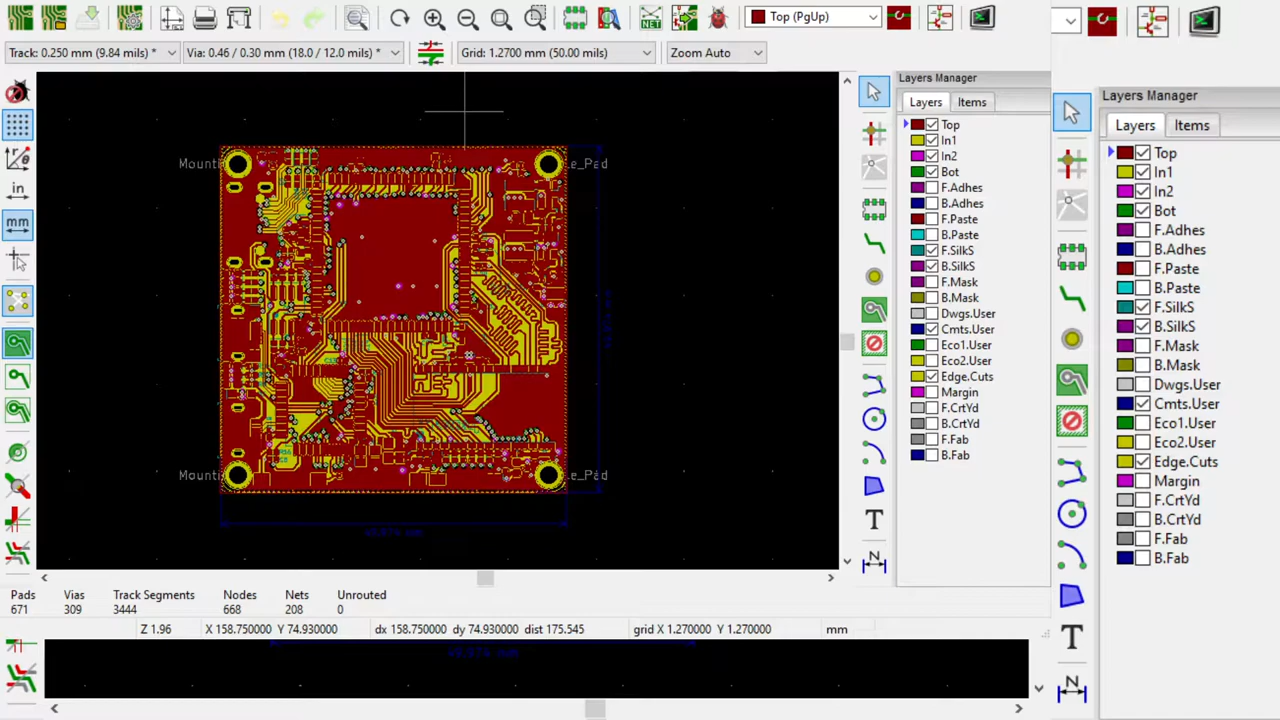 NET
Top (PgUp)
Track: 0.250 mm (9.84 mils) *
Via: 0.46 / 0.30 mm (18.0 / 12.0 mils) *
Grid: 1.2700 mm (50.00 mils)
Zoom Auto
in
mm
Layers Manager
Layers
Items
Top
In1
In2
Bot
F.Adhes
B.Adhes
F.Paste
B.Paste
F.SilkS
B.SilkS
F.Mask
B.Mask
Dwgs.User
Cmts.User
Eco1.User
Eco2.User
Edge.Cuts
Margin
F.CrtYd
B.CrtYd
F.Fab
B.Fab
T
N
Mounti
e_Pad
Mounti
e_Pad
Pads
671
Vias
309
Track Segments
3444
Nodes
668
Nets
208
Unrouted
0
Z 1.96
X 158.750000 Y 74.930000
dx 158.750000 dy 74.930000 dist 175.545
grid X 1.270000 Y 1.270000
mm
Layers Manager
Layers
Items
Top
In1
In2
Bot
F.Adhes
B.Adhes
F.Paste
B.Paste
F.SilkS
B.SilkS
F.Mask
B.Mask
Dwgs.User
Cmts.User
Eco1.User
Eco2.User
Edge.Cuts
Margin
F.CrtYd
B.CrtYd
F.Fab
B.Fab
T
N